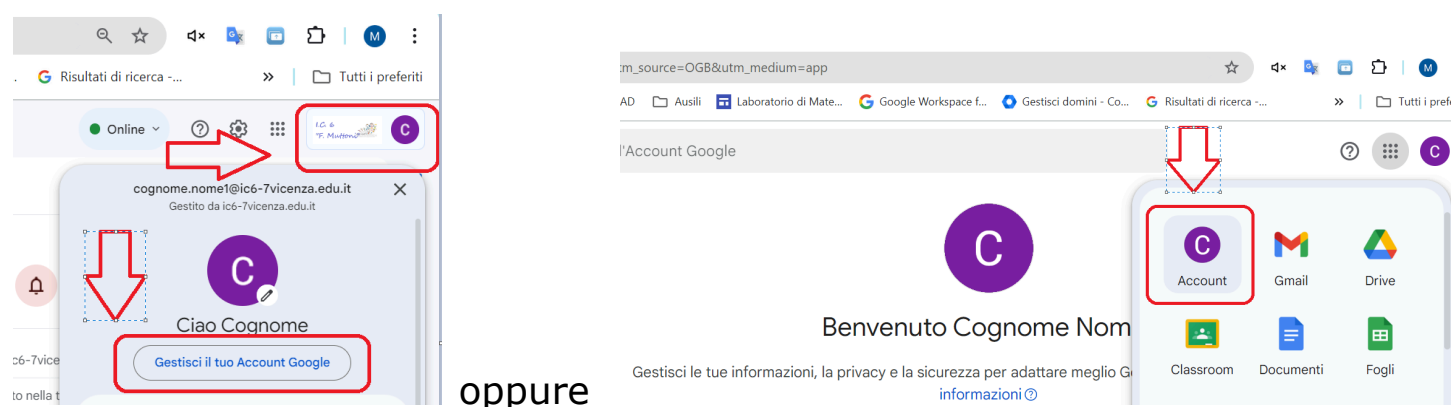 M
G Risultati di ricerca -...
»
Tutti i preferiti
Online
I.C. 6
"F. Muttoni"
C
cognome.nome1@ic6-7vicenza.edu.it
Gestito da ic6-7vicenza.edu.it
C
Ciao Cognome
c6-7vice
Gestisci il tuo Account Google
to nella t
oppure
:m_source=OGB&utm_medium=app
M
AD
Ausili
Laboratorio di Mate...
G Google Workspace f...
Gestisci domini - Co...
G Risultati di ricerca -...
»
Tutti i prefe
l'Account Google
C
C
C
Account
Gmail
Drive
Benvenuto Cognome Nom
Classroom
Documenti
Fogli
Gestisci le tue informazioni, la privacy e la sicurezza per adattare meglio G
informazioni